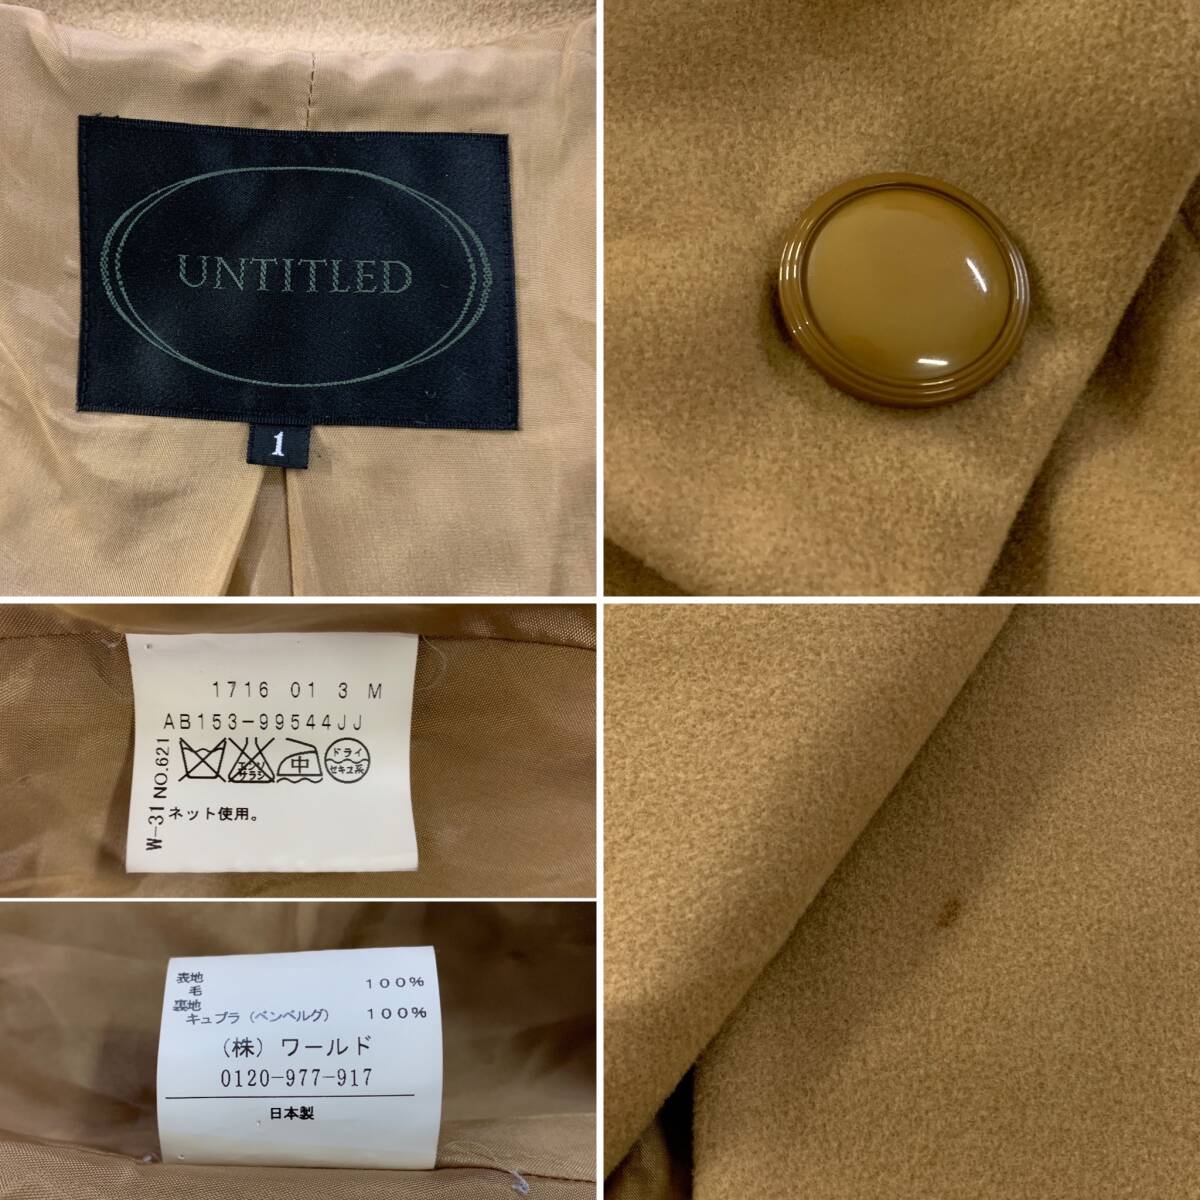 UNTITLED
1
1716 01 3 M
AB153-99544JJ
エンソ
サラシ
中
ドライ
セキユ系
W-31 NO.621
ネット使用。
表地
毛 100%
裏地
キュプラ（ベンベルグ） 100%
（株）ワールド
0120-977-917
日本製